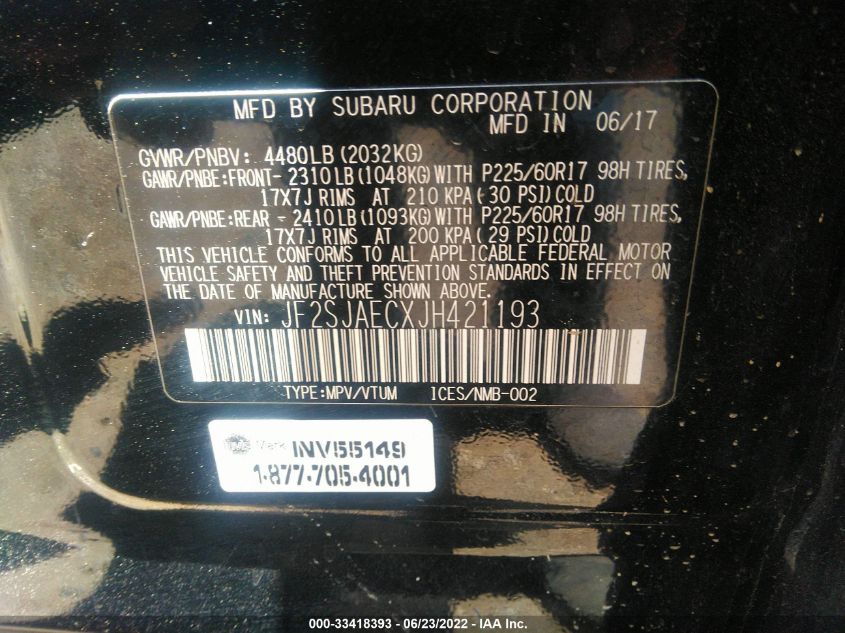 MFD BY SUBARU CORPORATION
MFD IN 06/17
GVWR/PNBV: 4480LB(2032KG)
GAWR/PNBE:FRONT-2310LB(1048KG)WITH P225/60R17 98H TIRES,
17X7J RIMS AT 210 KPA(-30 PSI)COLD
GAWR/PNBE:REAR -2410LB(1093KG)WITH P225/60R17 98H TIRES,
17X7J RIMS AT 200 KPA(29 PSI)COLD
THIS VEHICLE CONFORMS TO ALL APPLICABLE FEDERAL MOTOR
VEHICLE SAFETY AND THEFT PREVENTION STANDARDS IN EFFECT ON
THE DATE OF MANUFACTURE SHOWN ABOVE.
VIN: JF2SJAECXJH421193
TYPE:MPV/VTUM ICES/NMB-002
Mark INV55149
1-877-705-4001
000-33418393 - 06/23/2022 - IAA Inc.